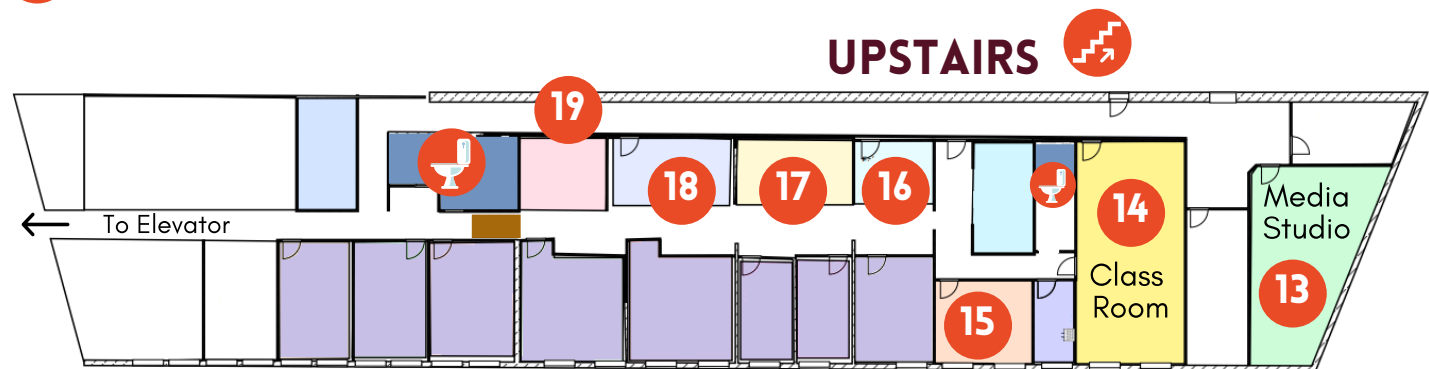 UPSTAIRS
19
18
17
16
14
Media
Studio
To Elevator
Class
Room
13
15